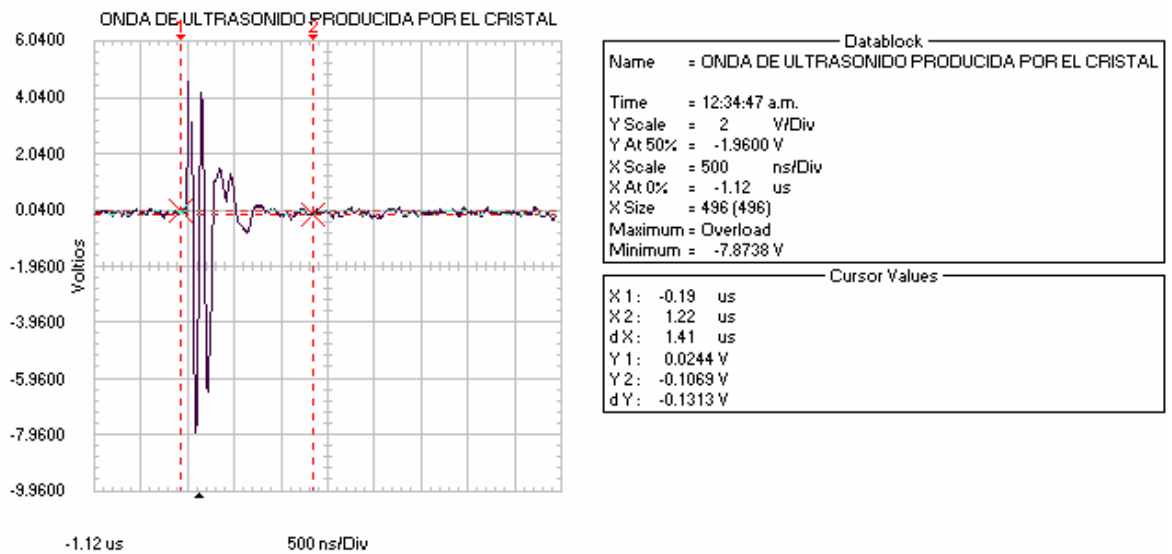 ONDA DE ULTRASONIDO PRODUCIDA POR EL CRISTAL
1 2
6.0400
4.0400
2.0400
0.0400
-1.9600
-3.9600
-5.9600
-7.9600
-9.9600
Voltios
-1.12 us 500 ns/Div
Datablock
Name = ONDA DE ULTRASONIDO PRODUCIDA POR EL CRISTAL
Time = 12:34:47 a.m.
Y Scale = 2 V/Div
Y At 50% = -1.9600 V
X Scale = 500 ns/Div
X At 0% = -1.12 us
X Size = 496 (496)
Maximum = Overload
Minimum = -7.8738 V
Cursor Values
X 1 : -0.19 us
X 2 : 1.22 us
d X : 1.41 us
Y 1 : 0.0244 V
Y 2 : -0.1069 V
d Y : -0.1313 V